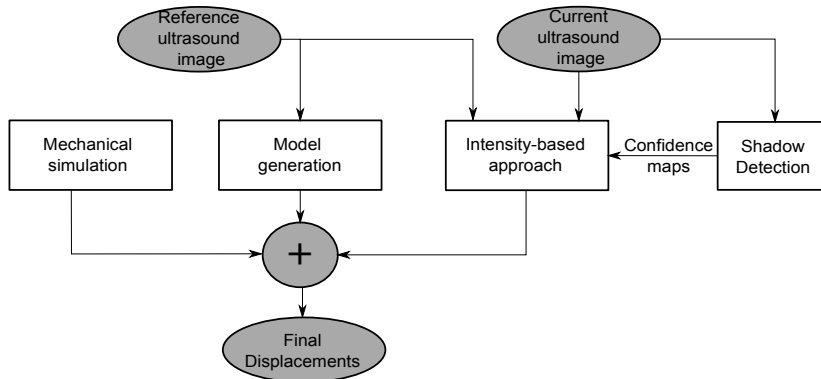 Reference
ultrasound
image
Current
ultrasound
image
Mechanical
simulation
Model
generation
Intensity-based
approach
Confidence
maps
Shadow
Detection
+
Final
Displacements